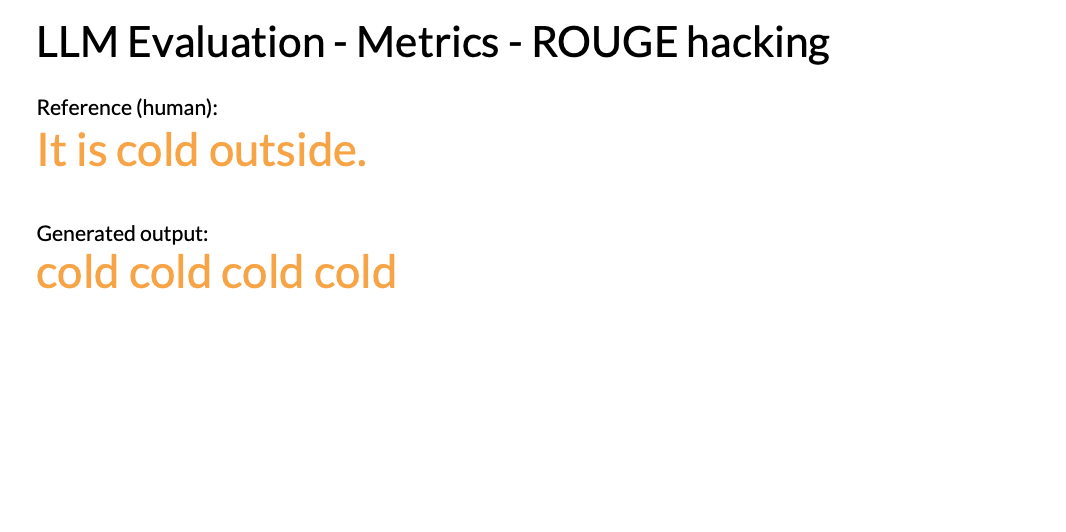 LLM Evaluation - Metrics - ROUGE hacking
Reference (human):
It is cold outside.
Generated output:
cold cold cold cold